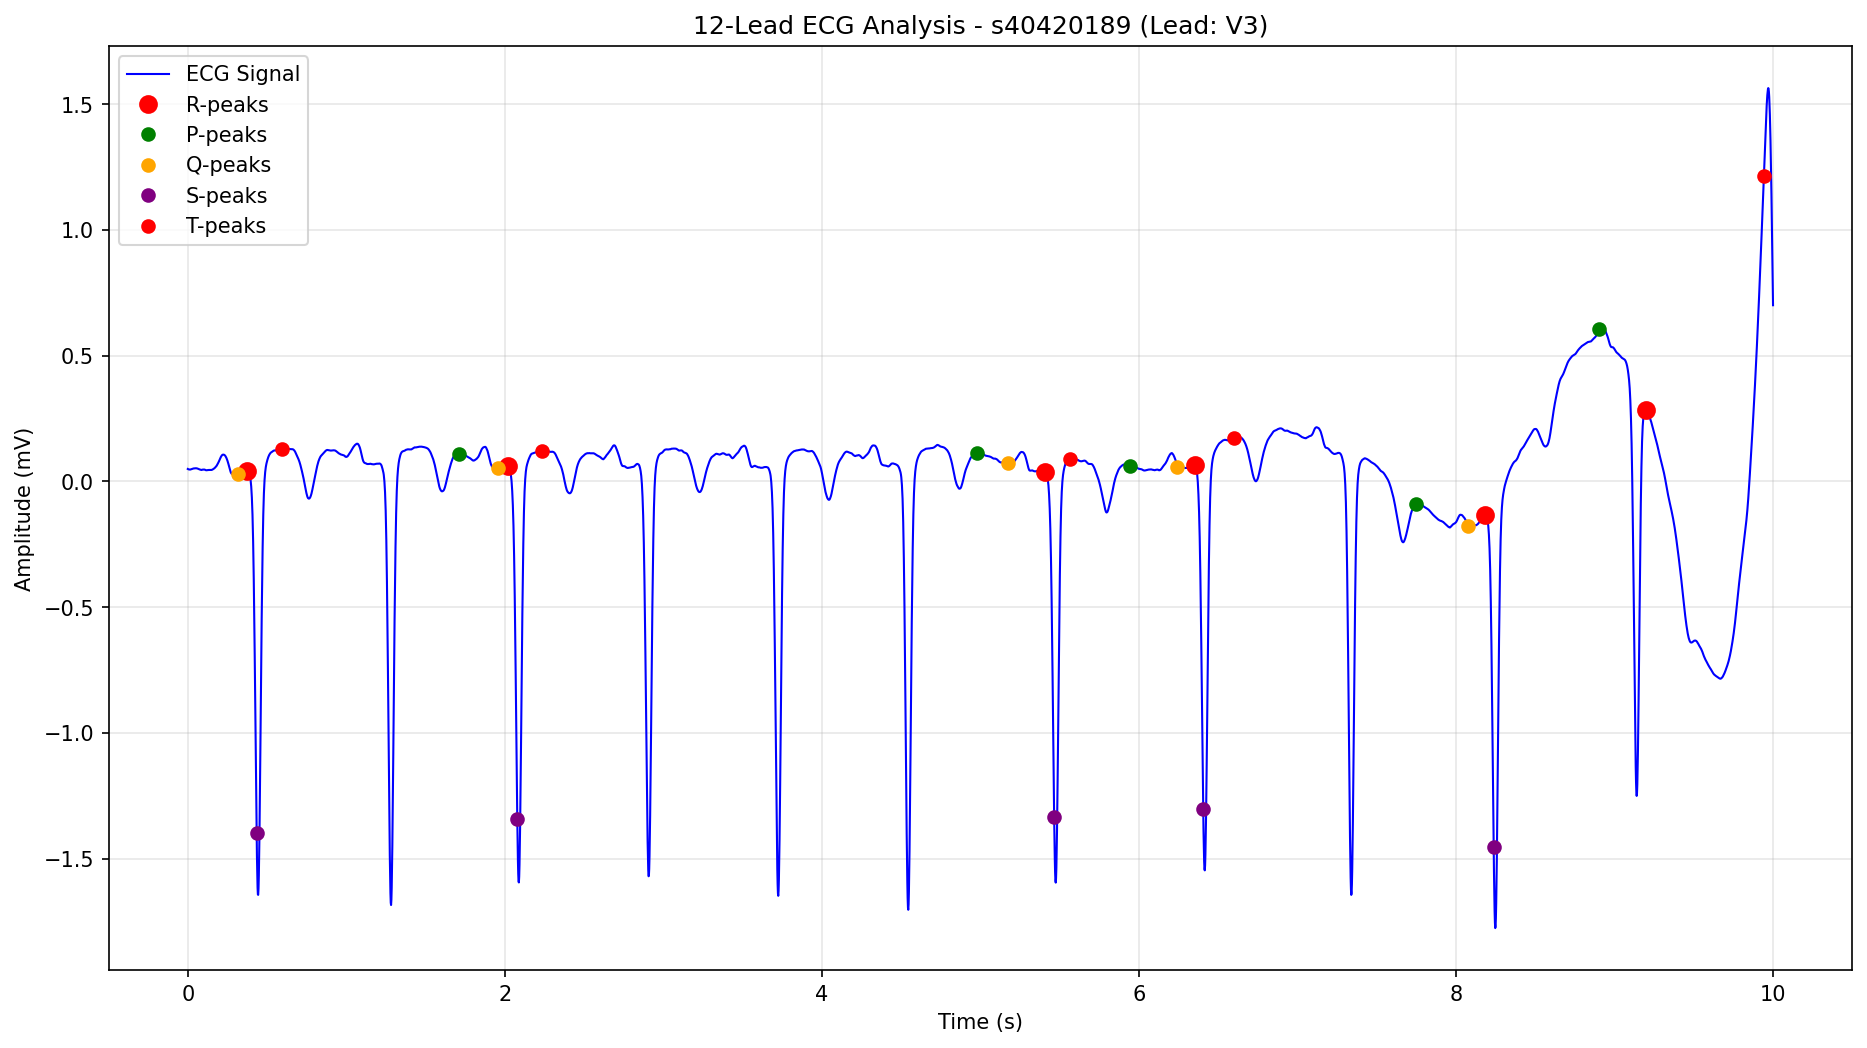 12-Lead ECG Analysis - s40420189 (Lead: V3)
ECG Signal
R-peaks
P-peaks
Q-peaks
S-peaks
T-peaks
Amplitude (mV)
1.5
1.0
0.5
0.0
−0.5
−1.0
−1.5
0 2 4 6 8 10
Time (s)